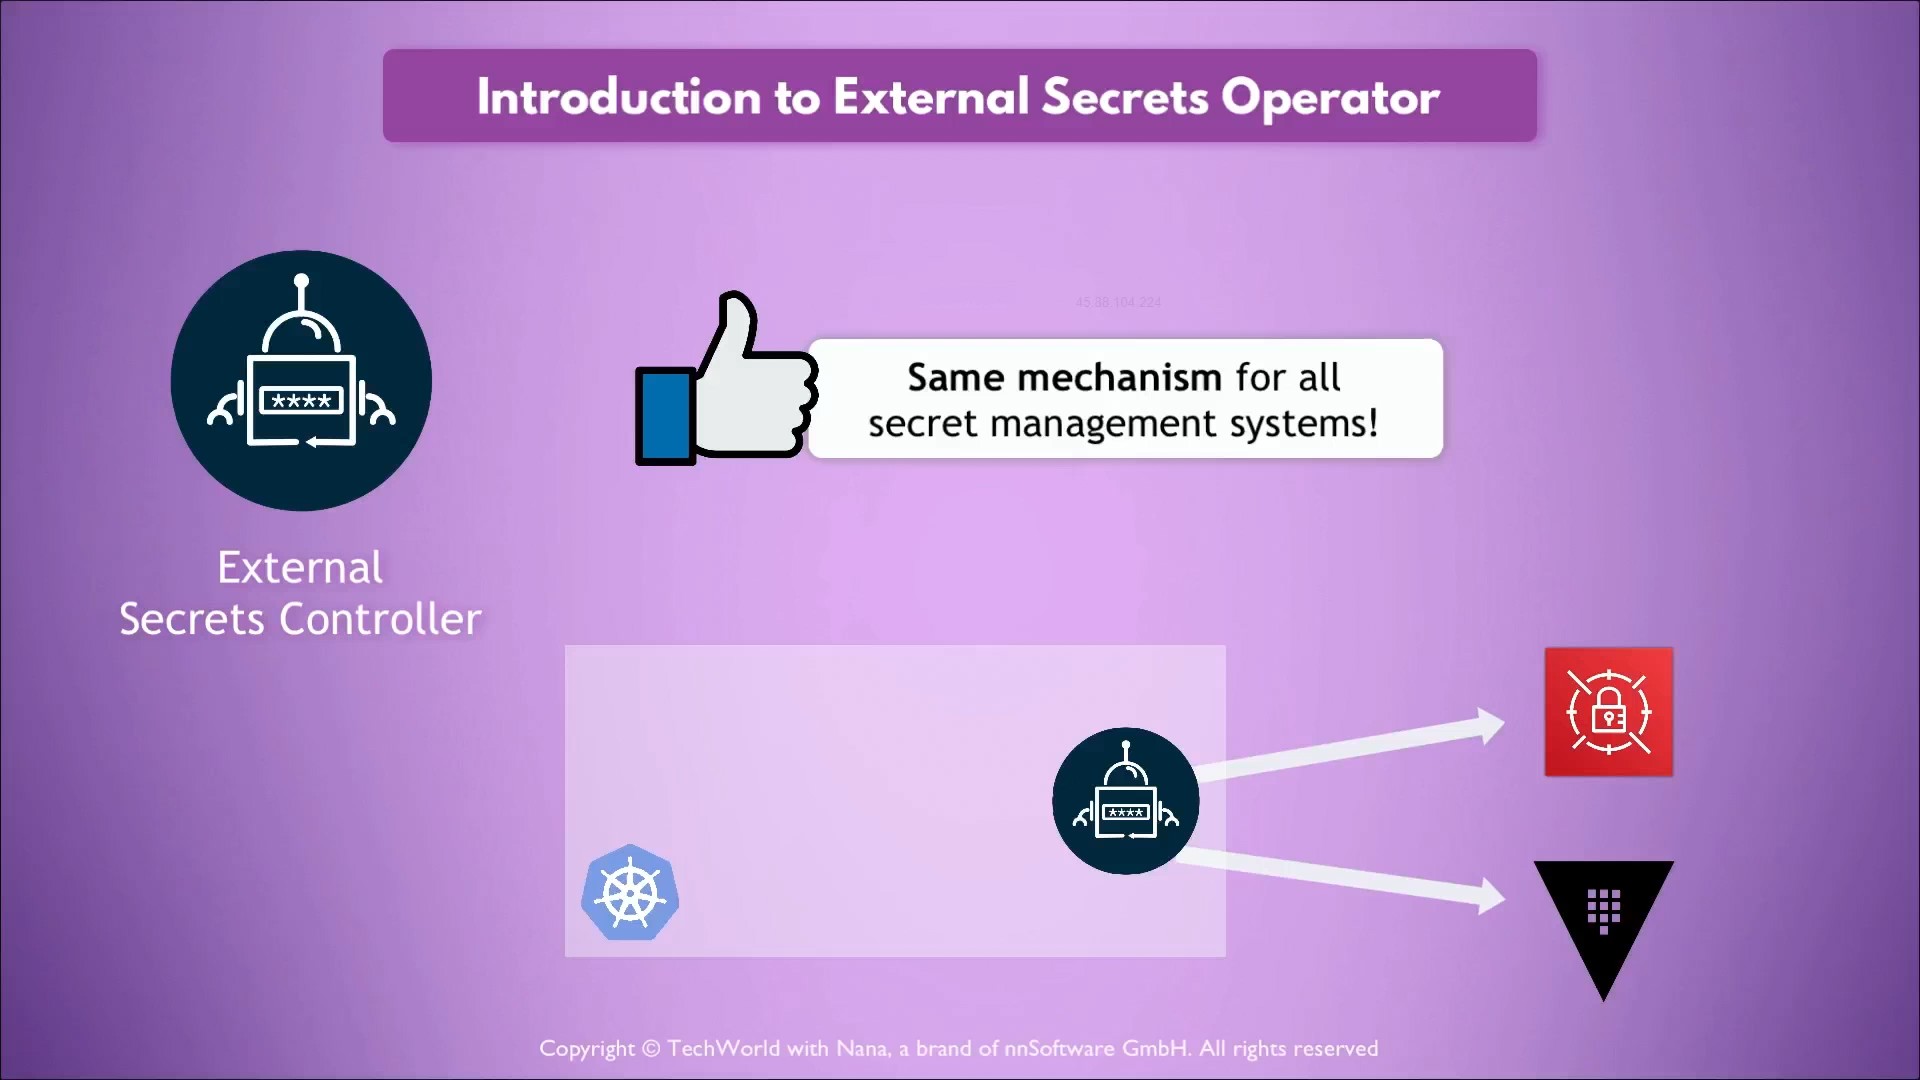 Introduction to External Secrets Operator
45.88.104.224
Same mechanism for all
secret management systems!
****
External
Secrets Controller
****
Copyright © TechWorld with Nana, a brand of nnSoftware GmbH. All rights reserved